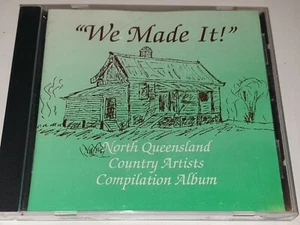 "We Made It!"
North Queensland
Country Artists
Compilation Album